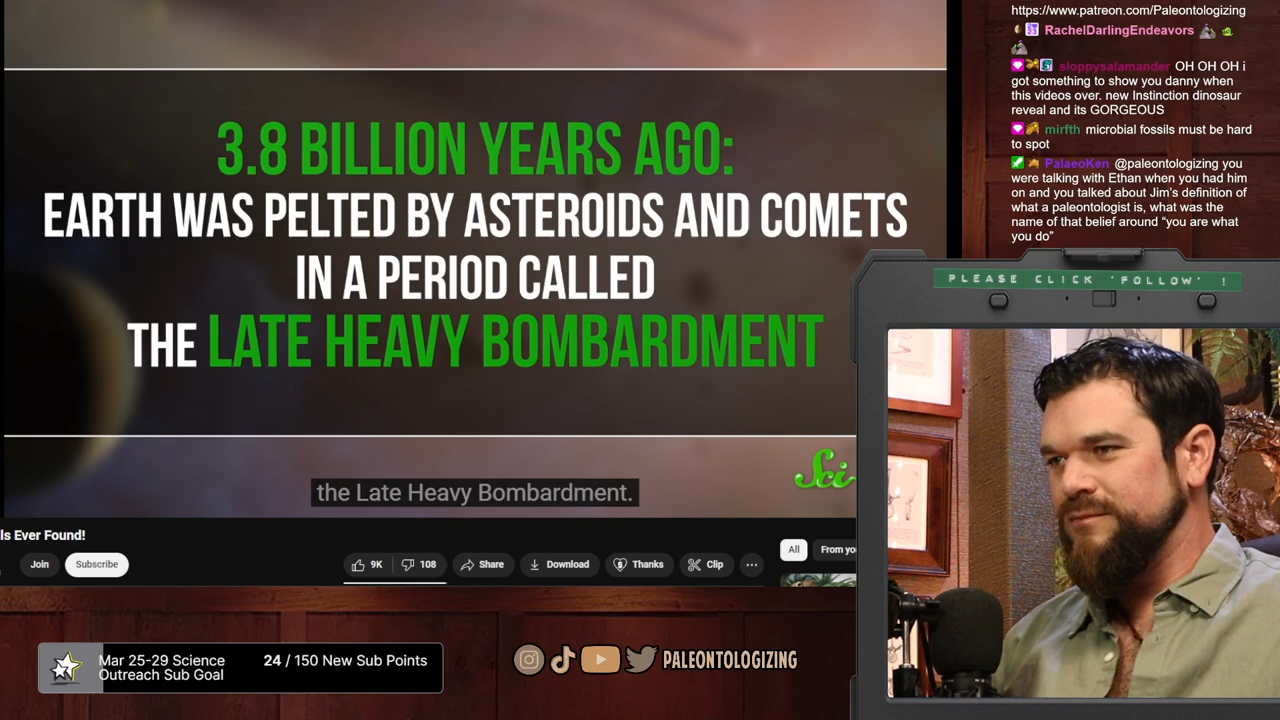 3.8 BILLION YEARS AGO:
EARTH WAS PELTED BY ASTEROIDS AND COMETS
IN A PERIOD CALLED
THE LATE HEAVY BOMBARDMENT
the Late Heavy Bombardment.
Sci
ls Ever Found!
Join
Subscribe
9K
108
Share
Download
Thanks
Clip
All
From yo
https://www.patreon.com/Paleontologizing
RachelDarlingEndeavors
sloppysalamander OH OH OH i
got something to show you danny when
this videos over. new Instinction dinosaur
reveal and its GORGEOUS
mirfth microbial fossils must be hard
to spot
PalaeoKen @paleontologizing you
were talking with Ethan when you had him
on and you talked about Jim's definition of
what a paleontologist is, what was the
name of that belief around “you are what
you do”
PLEASE CLICK 'FOLLOW' !
Mar 25-29 Science
Outreach Sub Goal
24 / 150 New Sub Points
PALEONTOLOGIZING